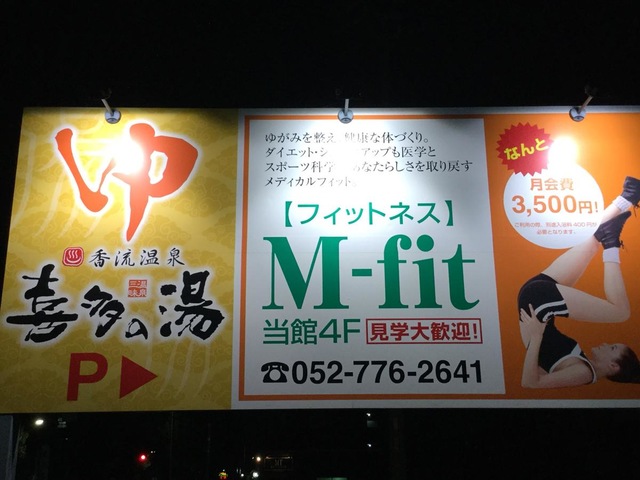 ゆ
香流温泉
喜多の湯
P▶
ゆがみを整え 健康な体づくり。
ダイエット・シ アップも医学と
スポーツ科学 あなたらしさを取り戻す
メディカルフィット。
【フィットネス】
M-fit
当館4F 見学大歓迎!
☎052-776-2641
なんと
月会費
3,500円!